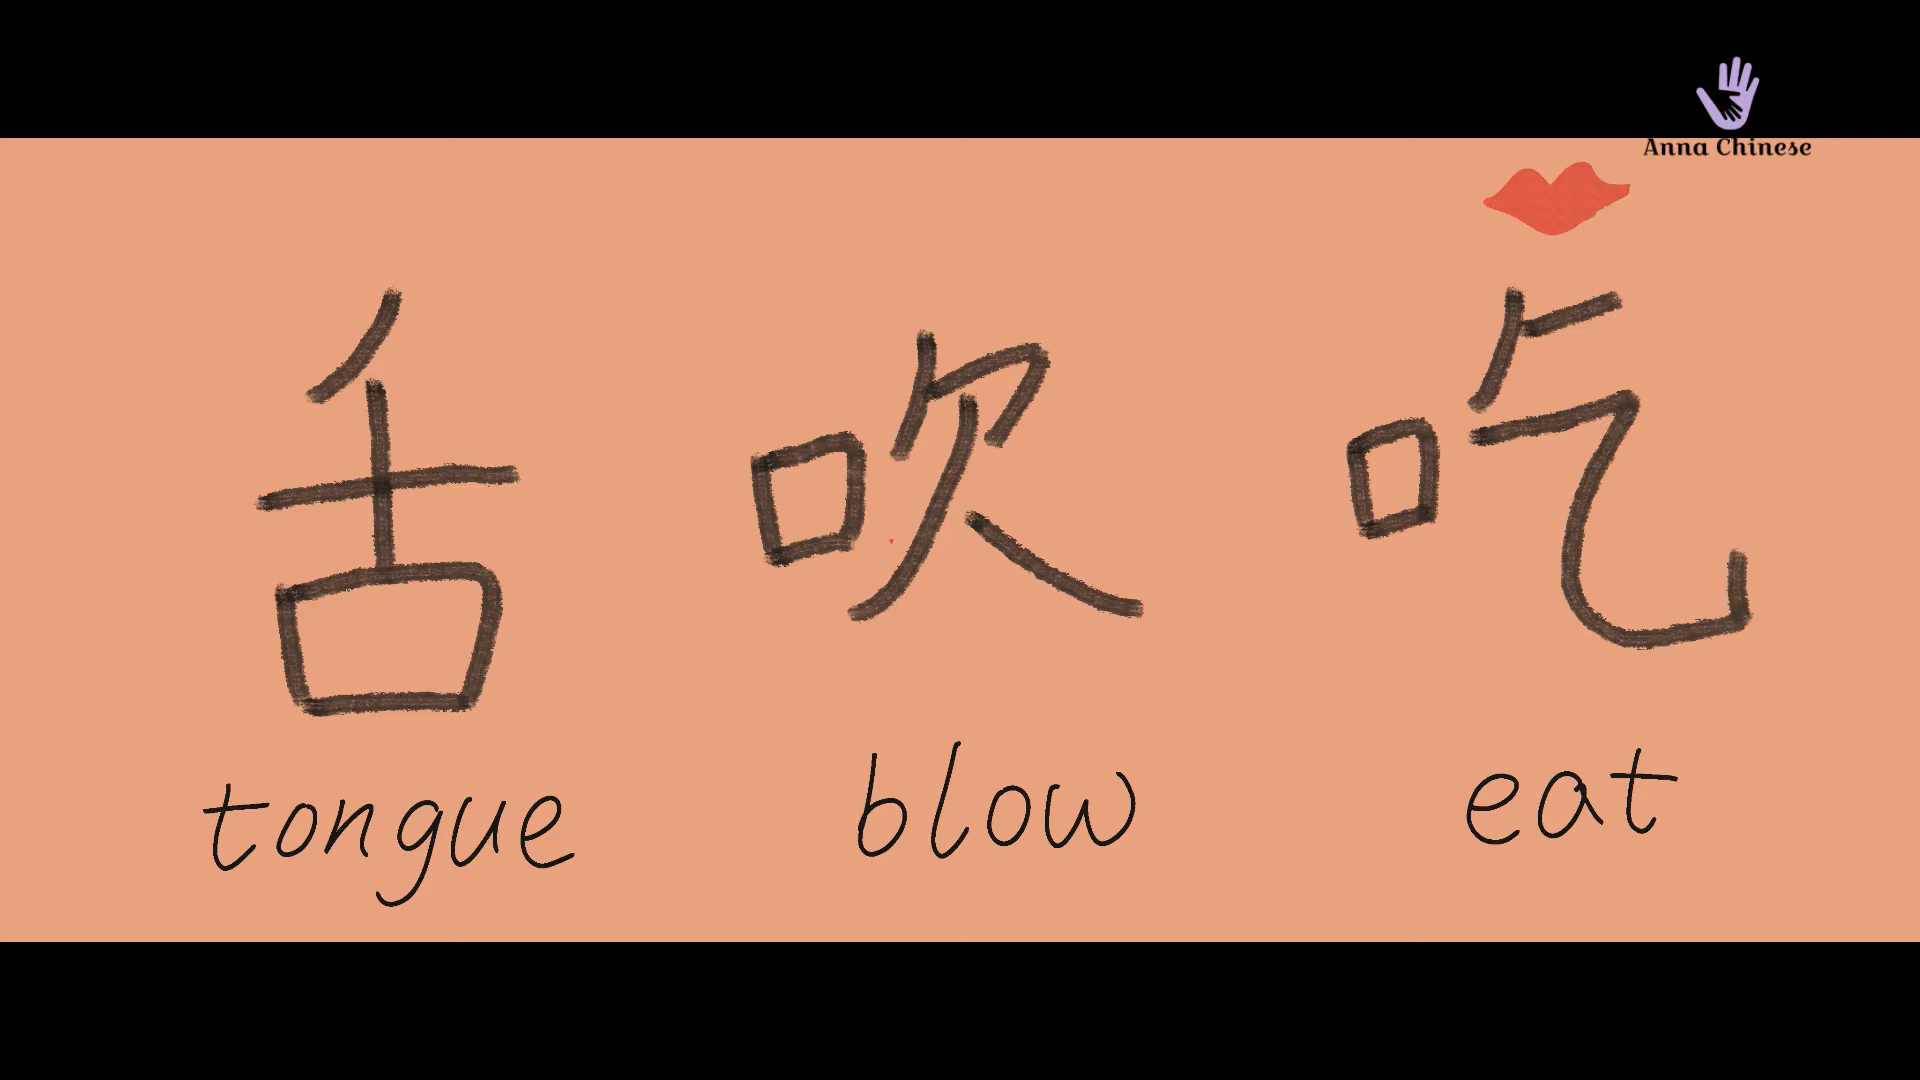 Anna Chinese
舌 吹 吃
tongue blow eat